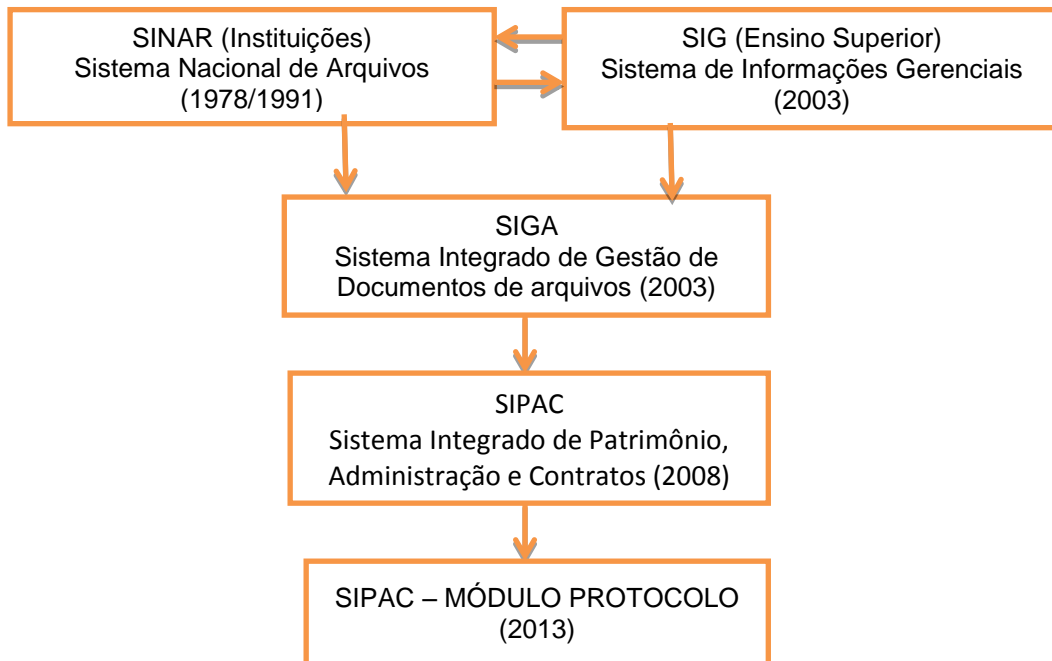 SINAR (Instituições)
Sistema Nacional de Arquivos
(1978/1991)
SIG (Ensino Superior)
Sistema de Informações Gerenciais
(2003)
SIGA
Sistema Integrado de Gestão de
Documentos de arquivos (2003)
SIPAC
Sistema Integrado de Patrimônio,
Administração e Contratos (2008)
SIPAC – MÓDULO PROTOCOLO
(2013)